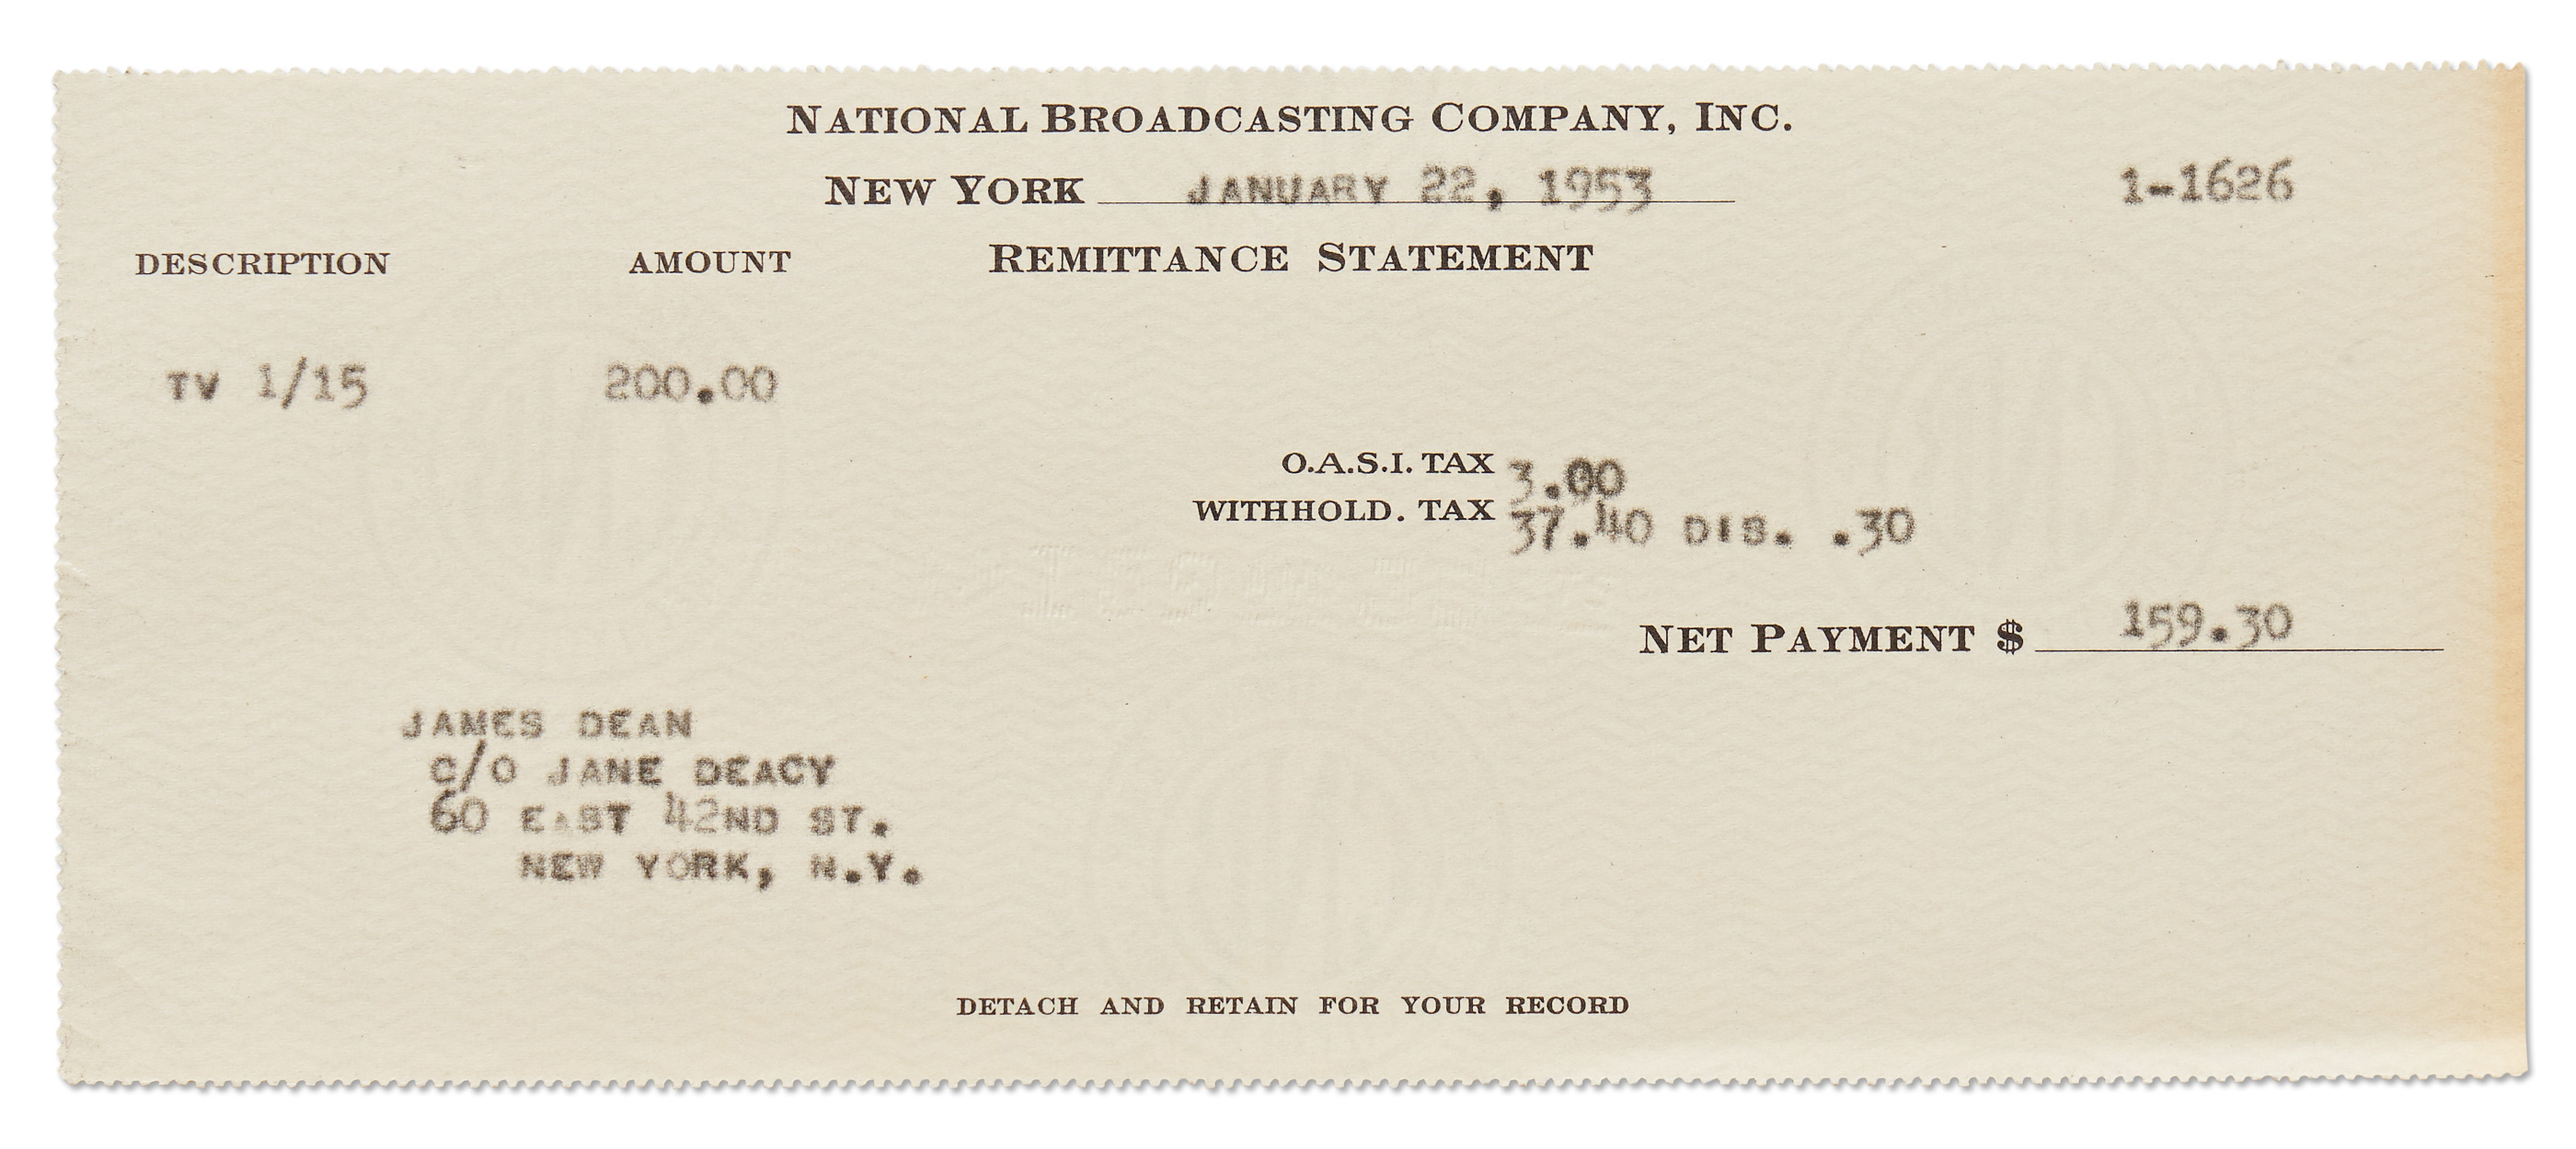 NATIONAL BROADCASTING COMPANY, INC.
NEW YORK JANUARY 22, 1953
1-1626
DESCRIPTION AMOUNT REMITTANCE STATEMENT
TV 1/15 200.00
O.A.S.I. TAX 3.00
WITHHOLD. TAX 37.40 DIS. .30
NET PAYMENT $ 159.30
JAMES DEAN
C/O JANE DEACY
60 EAST 42ND ST.
NEW YORK, N.Y.
DETACH AND RETAIN FOR YOUR RECORD